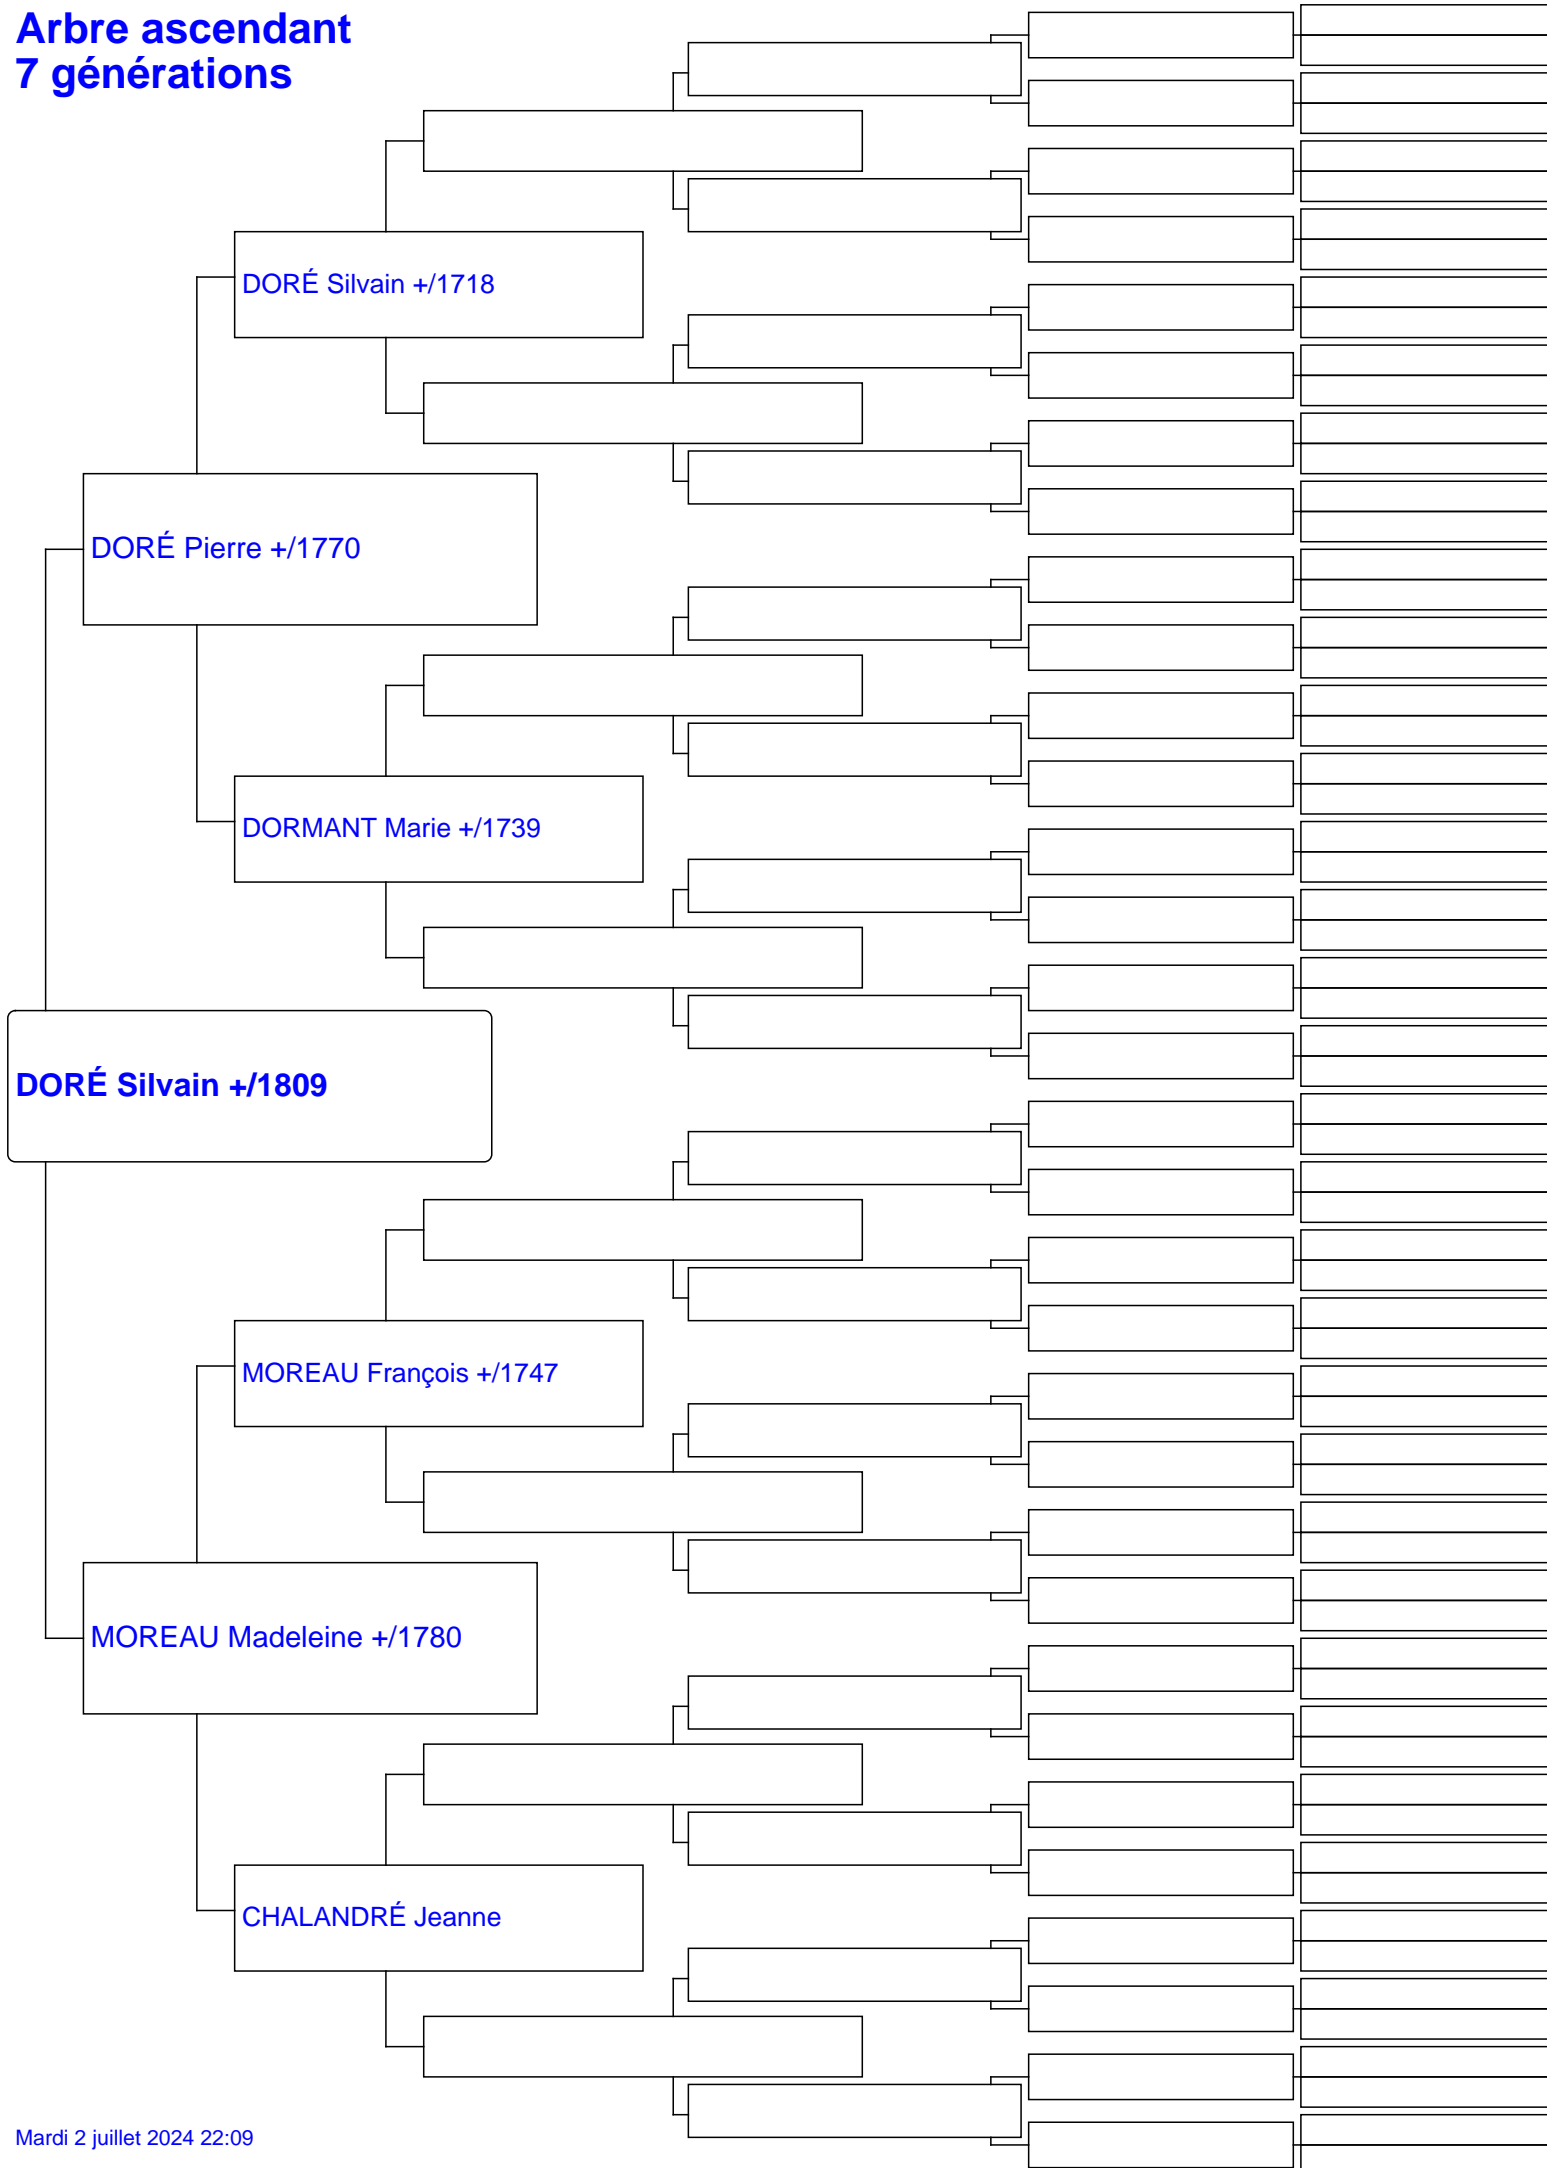 Arbre ascendant
7 générations
DORÉ Silvain +/1718
DORÉ Pierre +/1770
DORMANT Marie +/1739
DORÉ Silvain +/1809
MOREAU François +/1747
MOREAU Madeleine +/1780
CHALANDRÉ Jeanne
Mardi 2 juillet 2024 22:09